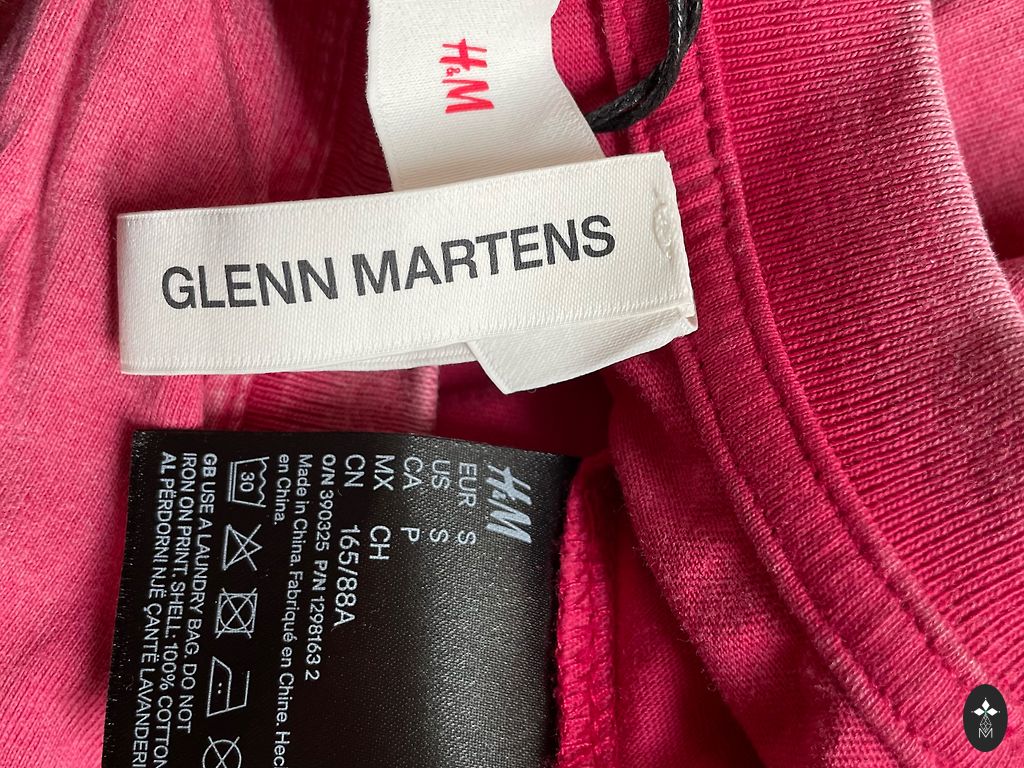 H&M
GLENN MARTENS
H&M
EUR S
US S
CA P
MX CH
CN 165/88A
O/N 390325 P/N 1298163 2
Made in China. Fabriqué en Chine. Hec
en China.
30
GB USE A LAUNDRY BAG. DO NOT
IRON ON PRINT. SHELL: 100% COTTON
AL PËRDORNI NJË ÇANTË LAVANDERI
M